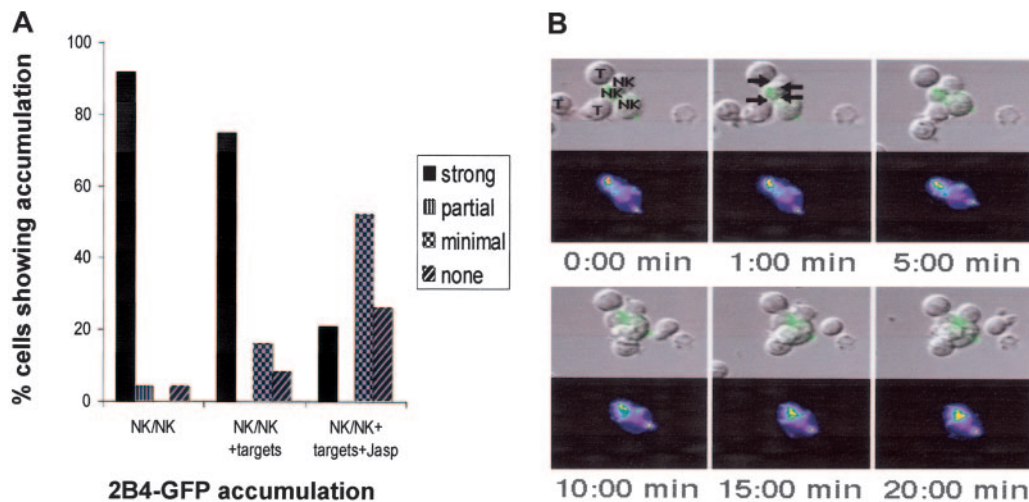 A
% cells showing accumulation
100
80
60
40
20
0
NK/NK
NK/NK
+targets
NK/NK+
targets+Jasp
2B4-GFP accumulation
strong
partial
minimal
none
B
T
NK
T
NK
T
NK
0:00 min
1:00 min
5:00 min
10:00 min
15:00 min
20:00 min